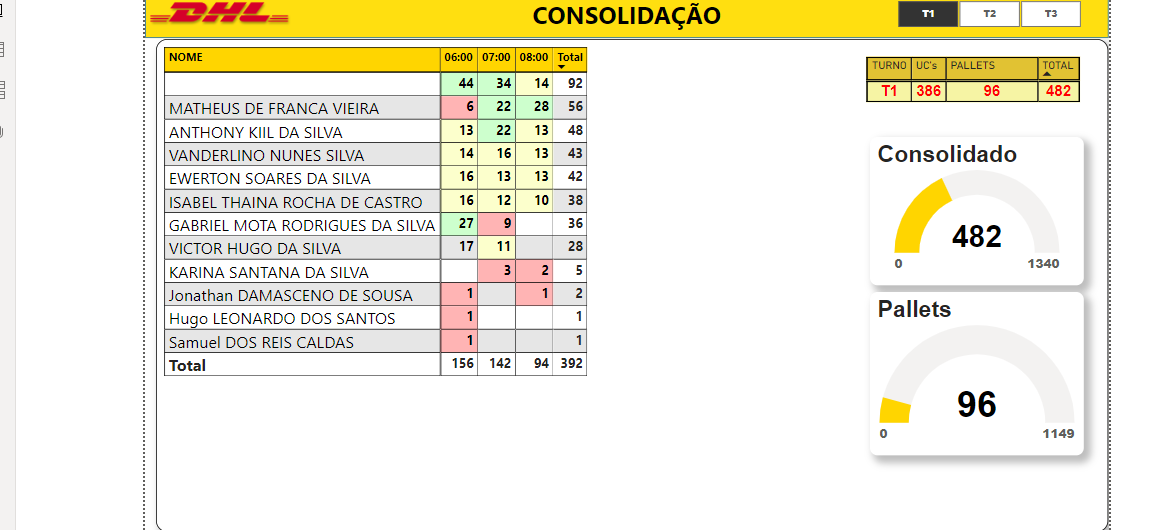 DHL CONSOLIDAÇÃO T1 T2 T3
NOME 06:00 07:00 08:00 Total
44 34 14 92
MATHEUS DE FRANCA VIEIRA 6 22 28 56
ANTHONY KIIL DA SILVA 13 22 13 48
VANDERLINO NUNES SILVA 14 16 13 43
EWERTON SOARES DA SILVA 16 13 13 42
ISABEL THAINA ROCHA DE CASTRO 16 12 10 38
GABRIEL MOTA RODRIGUES DA SILVA 27 9 36
VICTOR HUGO DA SILVA 17 11 28
KARINA SANTANA DA SILVA 3 2 5
Jonathan DAMASCENO DE SOUSA 1 1 2
Hugo LEONARDO DOS SANTOS 1 1
Samuel DOS REIS CALDAS 1 1
Total 156 142 94 392
TURNO UC's PALLETS TOTAL
T1 386 96 482
Consolidado
482
0 1340
Pallets
96
0 1149